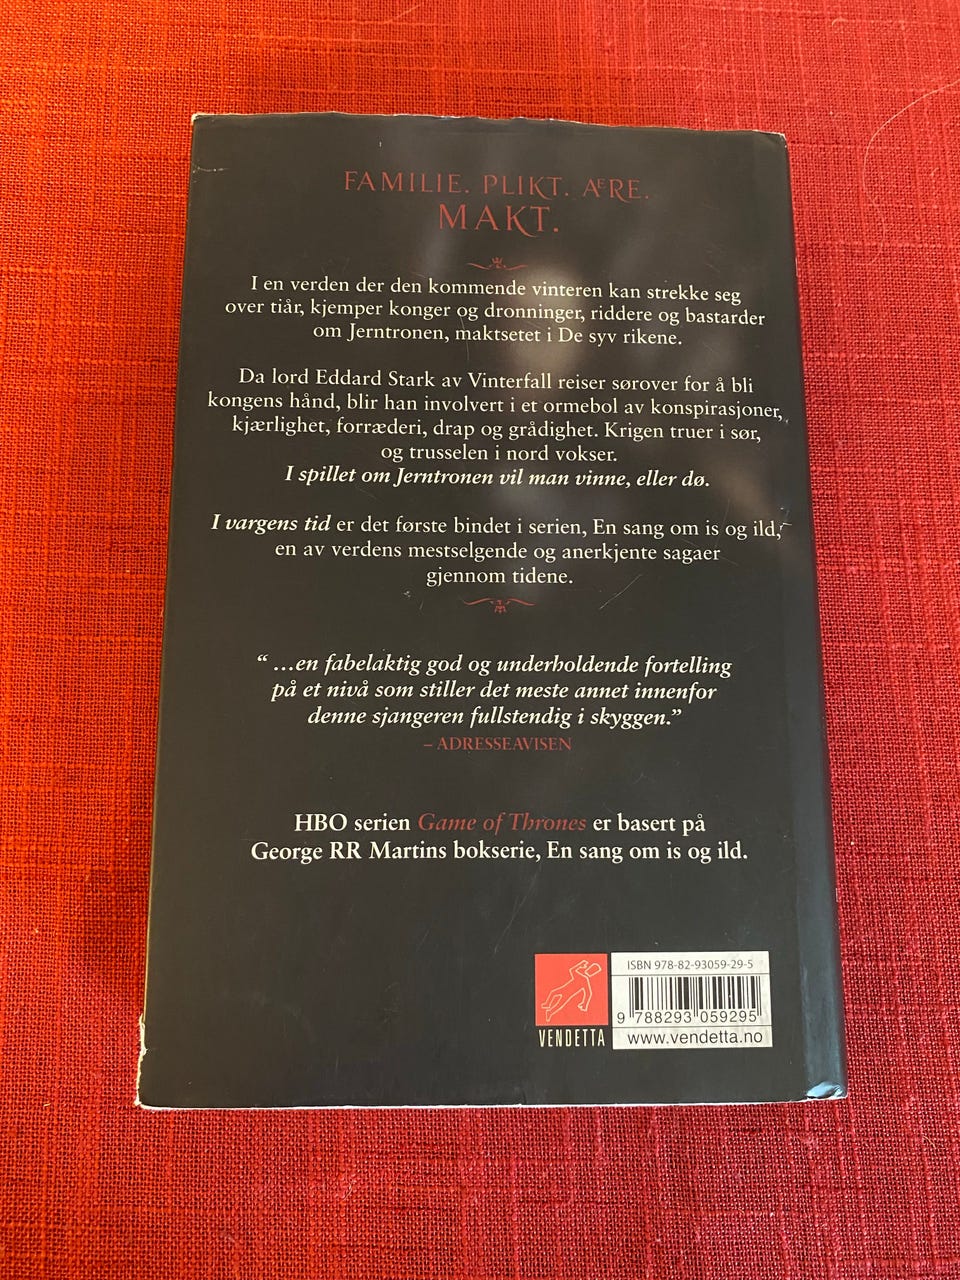 FAMILIE. PLIKT. ÆRE.
MAKT.
I en verden der den kommende vinteren kan strekke seg
over tiår, kjemper konger og dronninger, riddere og bastarder
om Jerntronen, maktsetet i De syv rikene.
Da lord Eddard Stark av Vinterfall reiser sørover for å bli
kongens hånd, blir han involvert i et ormebol av konspirasjoner,
kjærlighet, forræderi, drap og grådighet. Krigen truer i sør,
og trusselen i nord vokser.
I spillet om Jerntronen vil man vinne, eller dø.
I vargens tid er det første bindet i serien, En sang om is og ild,
en av verdens mestselgende og anerkjente sagaer
gjennom tidene.
“ ...en fabelaktig god og underholdende fortelling
på et nivå som stiller det meste annet innenfor
denne sjangeren fullstendig i skyggen.”
– ADRESSEAVISEN
HBO serien Game of Thrones er basert på
George RR Martins bokserie, En sang om is og ild.
ISBN 978-82-93059-29-5
9 788293 059295
VENDETTA
www.vendetta.no